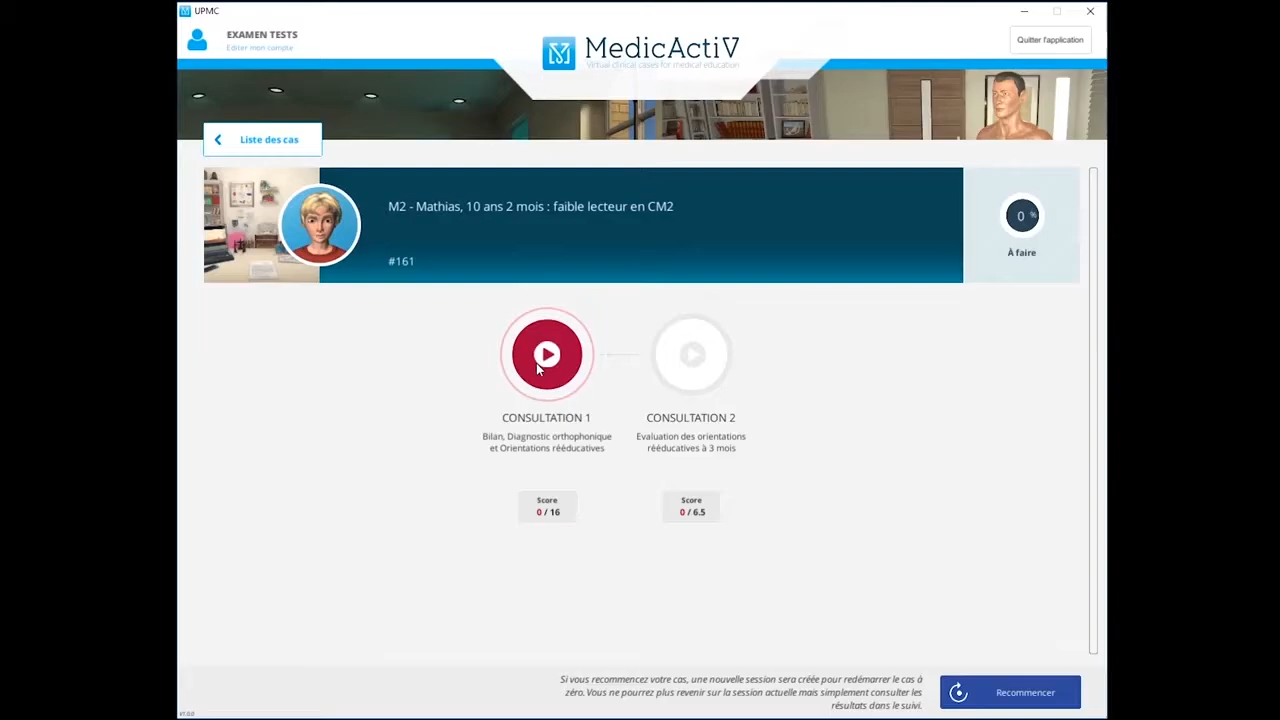 UPMC
EXAMEN TESTS
Editer mon compte
MedicActiV
Virtual clinical cases for medical education
Quitter l'application
Liste des cas
M2 - Mathias, 10 ans 2 mois : faible lecteur en CM2
#161
0 %
À faire
CONSULTATION 1
Bilan, Diagnostic orthophonique
et Orientations rééducatives
Score
0 / 16
CONSULTATION 2
Evaluation des orientations
rééducatives à 3 mois
Score
0 / 6.5
Si vous recommencez votre cas, une nouvelle session sera créée pour redémarrer le cas à
zéro. Vous ne pourrez plus revenir sur la session actuelle mais simplement consulter les
résultats dans le suivi.
Recommencer
V1.0.0